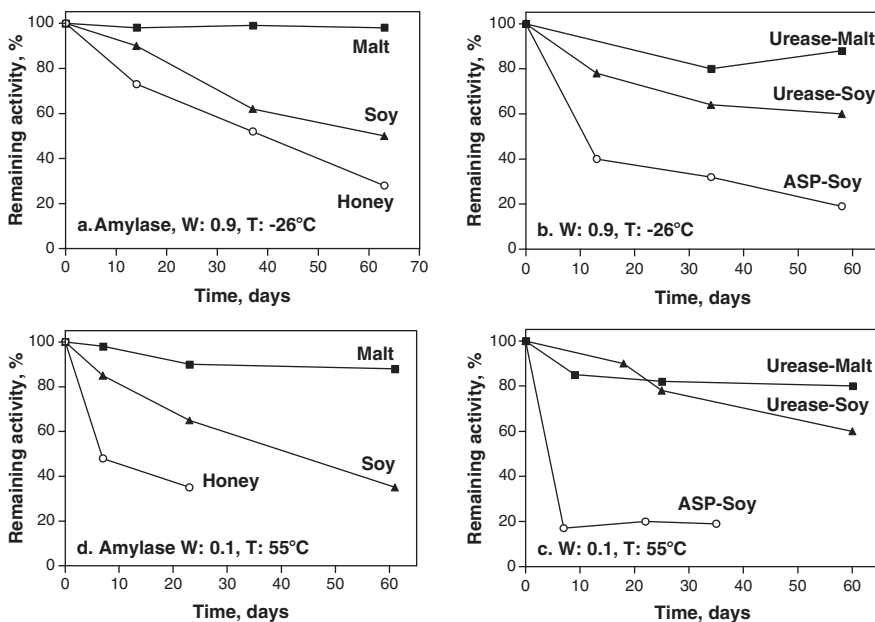 100
80
60
40
20
0
Remaining activity, %
Malt
Soy
Honey
a.Amylase, W: 0.9, T: -26°C
0 10 20 30 40 50 60 70
Time, days
100
80
60
40
20
0
Remaining activity, %
Urease-Malt
Urease-Soy
ASP-Soy
b. W: 0.9, T: -26°C
0 10 20 30 40 50 60
Time, days
100
80
60
40
20
0
Remaining activity, %
Malt
Honey
Soy
d. Amylase W: 0.1, T: 55°C
0 10 20 30 40 50 60
Time, days
100
80
60
40
20
0
Remaining activity, %
Urease-Malt
Urease-Soy
ASP-Soy
c. W: 0.1, T: 55°C
0 10 20 30 40 50 60
Time, days